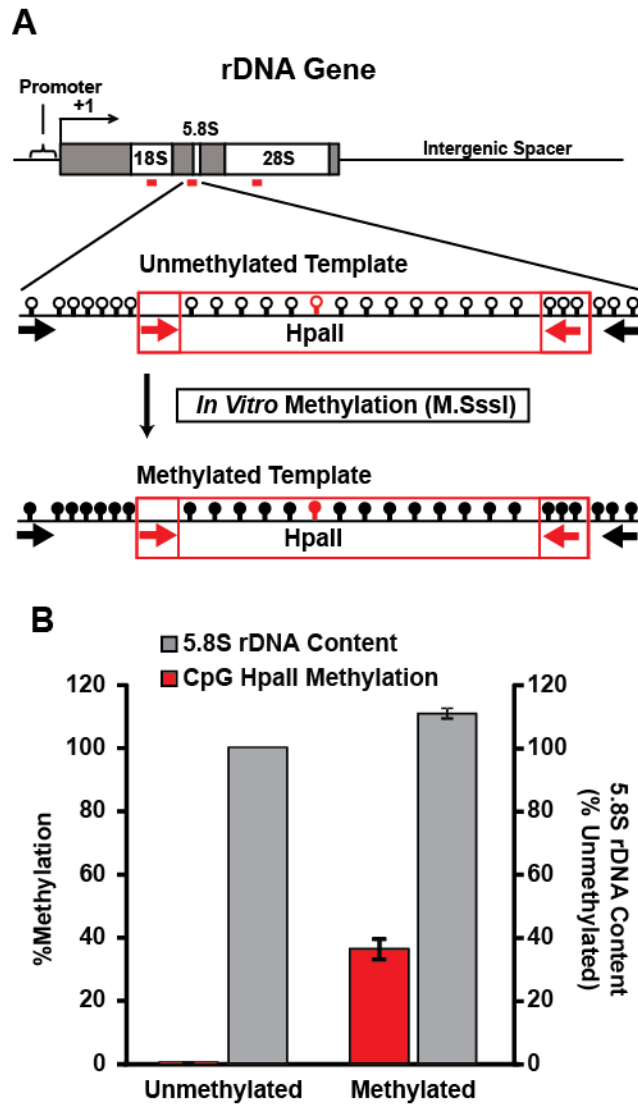 A
rDNA Gene
Promoter
+1
5.8S
18S
28S
Intergenic Spacer
Unmethylated Template
HpaII
In Vitro Methylation (M.SssI)
Methylated Template
HpaII
B
5.8S rDNA Content
CpG HpaII Methylation
120
100
80
60
40
20
0
%Methylation
120
100
80
60
40
20
0
5.8S rDNA Content
(% Unmethylated)
Unmethylated
Methylated